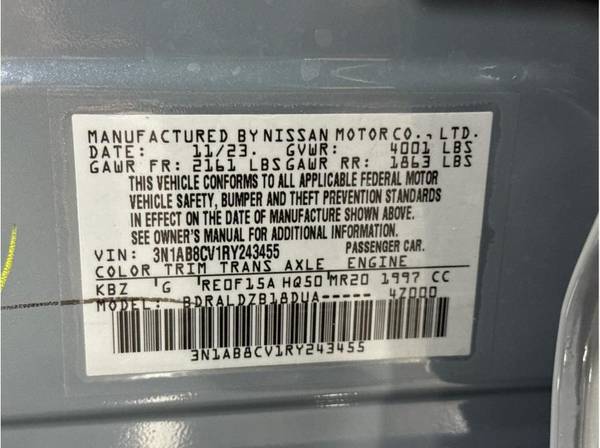 MANUFACTURED BY NISSAN MOTOR CO., LTD.
DATE: 11/23. GVWR: 4001 LBS
GAWR FR: 2161 LBS GAWR RR: 1863 LBS
THIS VEHICLE CONFORMS TO ALL APPLICABLE FEDERAL MOTOR
VEHICLE SAFETY, BUMPER AND THEFT PREVENTION STANDARDS
IN EFFECT ON THE DATE OF MANUFACTURE SHOWN ABOVE.
SEE OWNER'S MANUAL FOR ADDITIONAL INFORMATION.
VIN: 3N1AB8CV1RY243455 PASSENGER CAR.
COLOR TRIM TRANS AXLE ENGINE
KBZ 'G RE0F15A HQ50 MR20 1997 CC
MODEL: BDRALDZB18DUA----- 4Z000
3N1AB8CV1RY243455